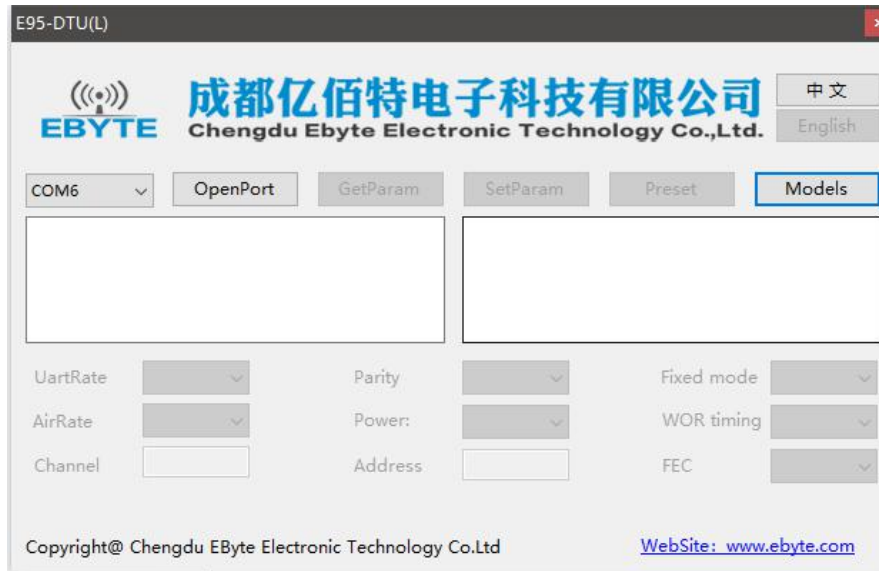 E95-DTU(L)
EBYTE
成都亿佰特电子科技有限公司
Chengdu Ebyte Electronic Technology Co.,Ltd.
中文
English
COM6
OpenPort
GetParam
SetParam
Preset
Models
UartRate
Parity
Fixed mode
AirRate
Power:
WOR timing
Channel
Address
FEC
Copyright@ Chengdu EByte Electronic Technology Co.Ltd
WebSite: www.ebyte.com